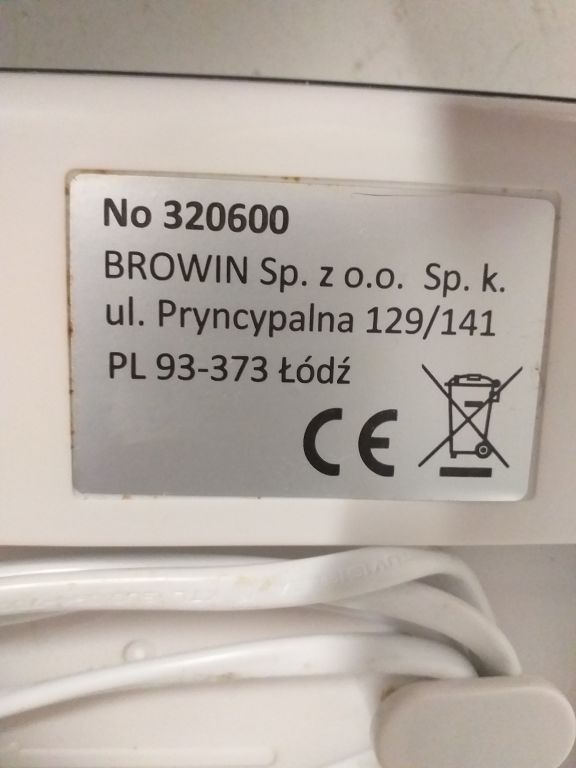 No 320600
BROWIN Sp. z o.o. Sp. k.
ul. Pryncypalna 129/141
PL 93-373 Łódź
CE